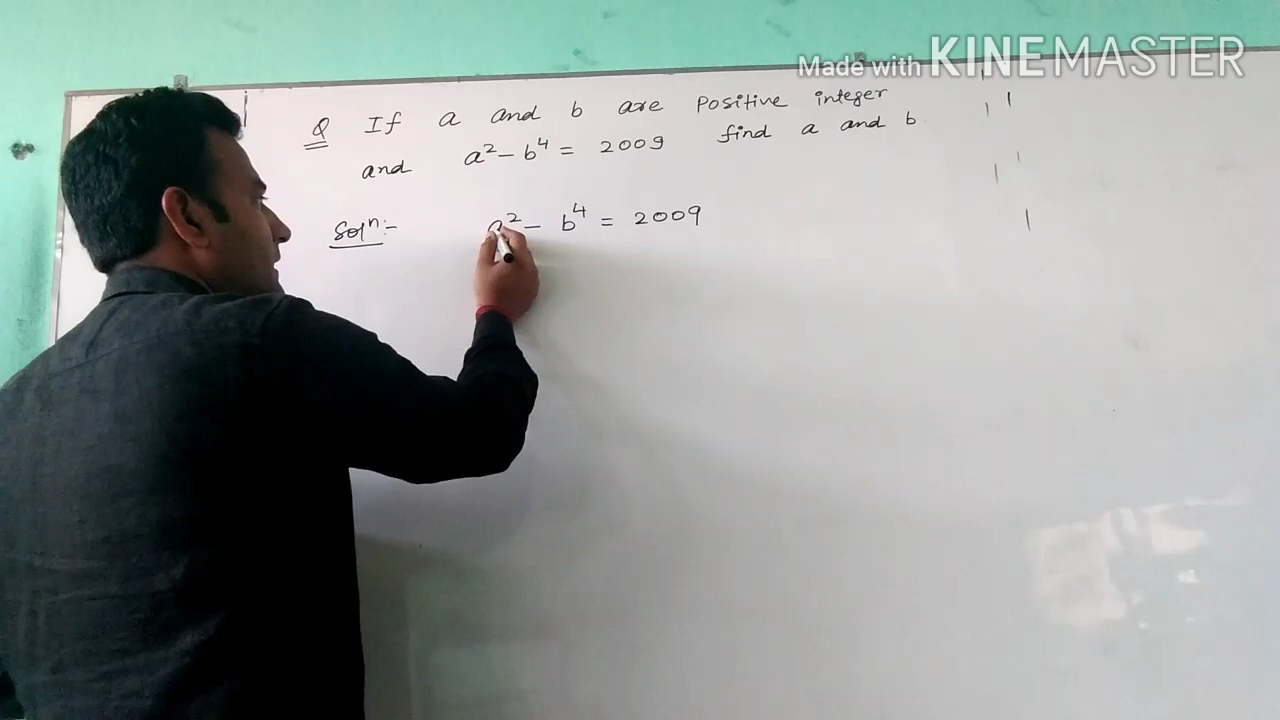 Made with KINEMASTER
Q If a and b are positive integer
and a² - b⁴ = 2009 find a and b
Solⁿ:- a² - b⁴ = 2009